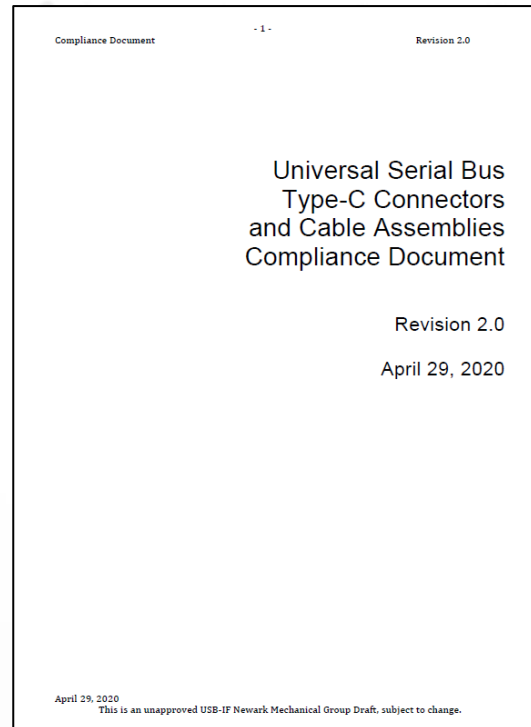 - 1 -
Compliance Document Revision 2.0
Universal Serial Bus
Type-C Connectors
and Cable Assemblies
Compliance Document
Revision 2.0
April 29, 2020
April 29, 2020
This is an unapproved USB-IF Newark Mechanical Group Draft, subject to change.